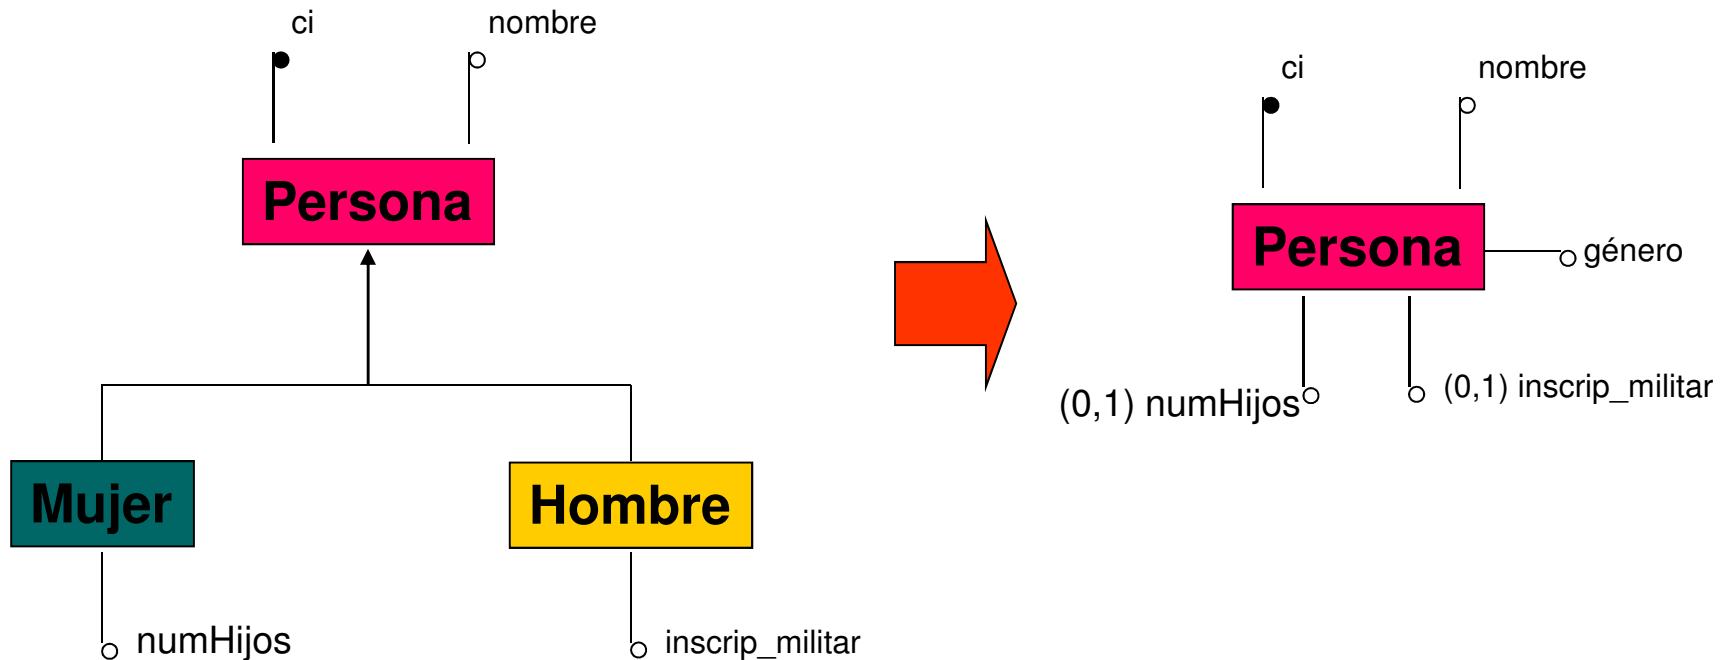 ci
nombre
Persona
Mujer
Hombre
numHijos
inscrip_militar
ci
nombre
Persona
género
(0,1) numHijos
(0,1) inscrip_militar